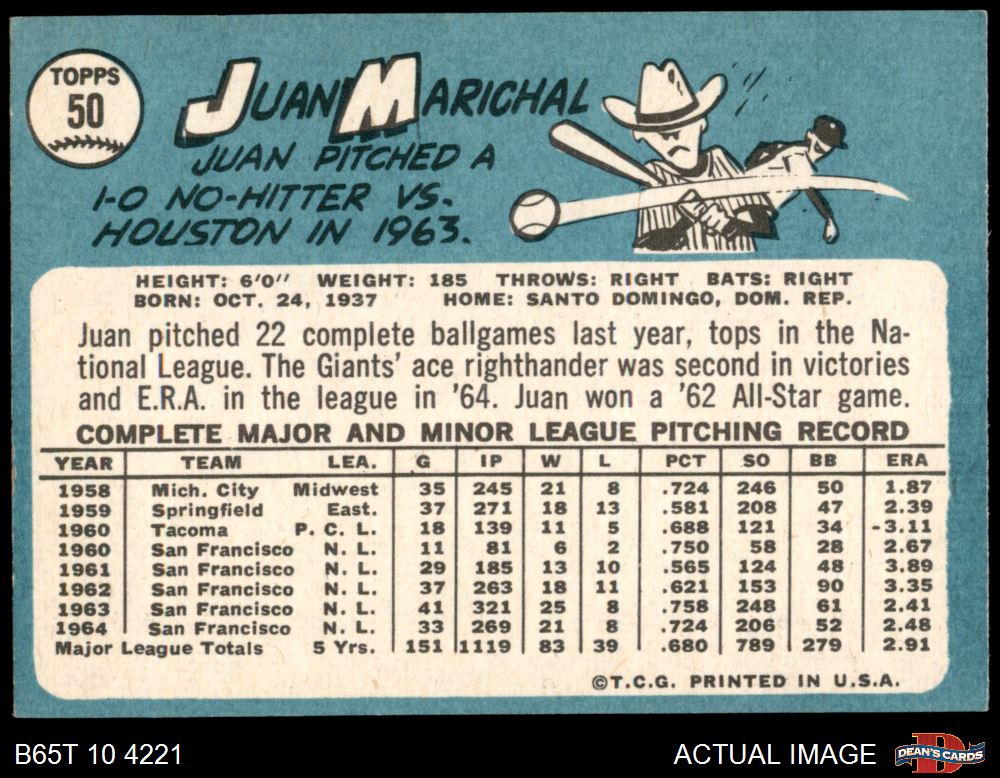 TOPPS
50
JUAN MARICHAL
JUAN PITCHED A
1-0 NO-HITTER VS.
HOUSTON IN 1963.
HEIGHT: 6'0" WEIGHT: 185 THROWS: RIGHT BATS: RIGHT
BORN: OCT. 24, 1937 HOME: SANTO DOMINGO, DOM. REP.
Juan pitched 22 complete ballgames last year, tops in the Na-
tional League. The Giants' ace righthander was second in victories
and E.R.A. in the league in '64. Juan won a '62 All-Star game.
COMPLETE MAJOR AND MINOR LEAGUE PITCHING RECORD
YEAR TEAM LEA. G IP W L PCT SO BB ERA
1958 Mich. City Midwest 35 245 21 8 .724 246 50 1.87
1959 Springfield East. 37 271 18 13 .581 208 47 2.39
1960 Tacoma P. C. L. 18 139 11 5 .688 121 34 -3.11
1960 San Francisco N. L. 11 81 6 2 .750 58 28 2.67
1961 San Francisco N. L. 29 185 13 10 .565 124 48 3.89
1962 San Francisco N. L. 37 263 18 11 .621 153 90 3.35
1963 San Francisco N. L. 41 321 25 8 .758 248 61 2.41
1964 San Francisco N. L. 33 269 21 8 .724 206 52 2.48
Major League Totals 5 Yrs. 151 1119 83 39 .680 789 279 2.91
©T.C.G. PRINTED IN U.S.A.
B65T 10 4221 ACTUAL IMAGE DEAN'S CARDS